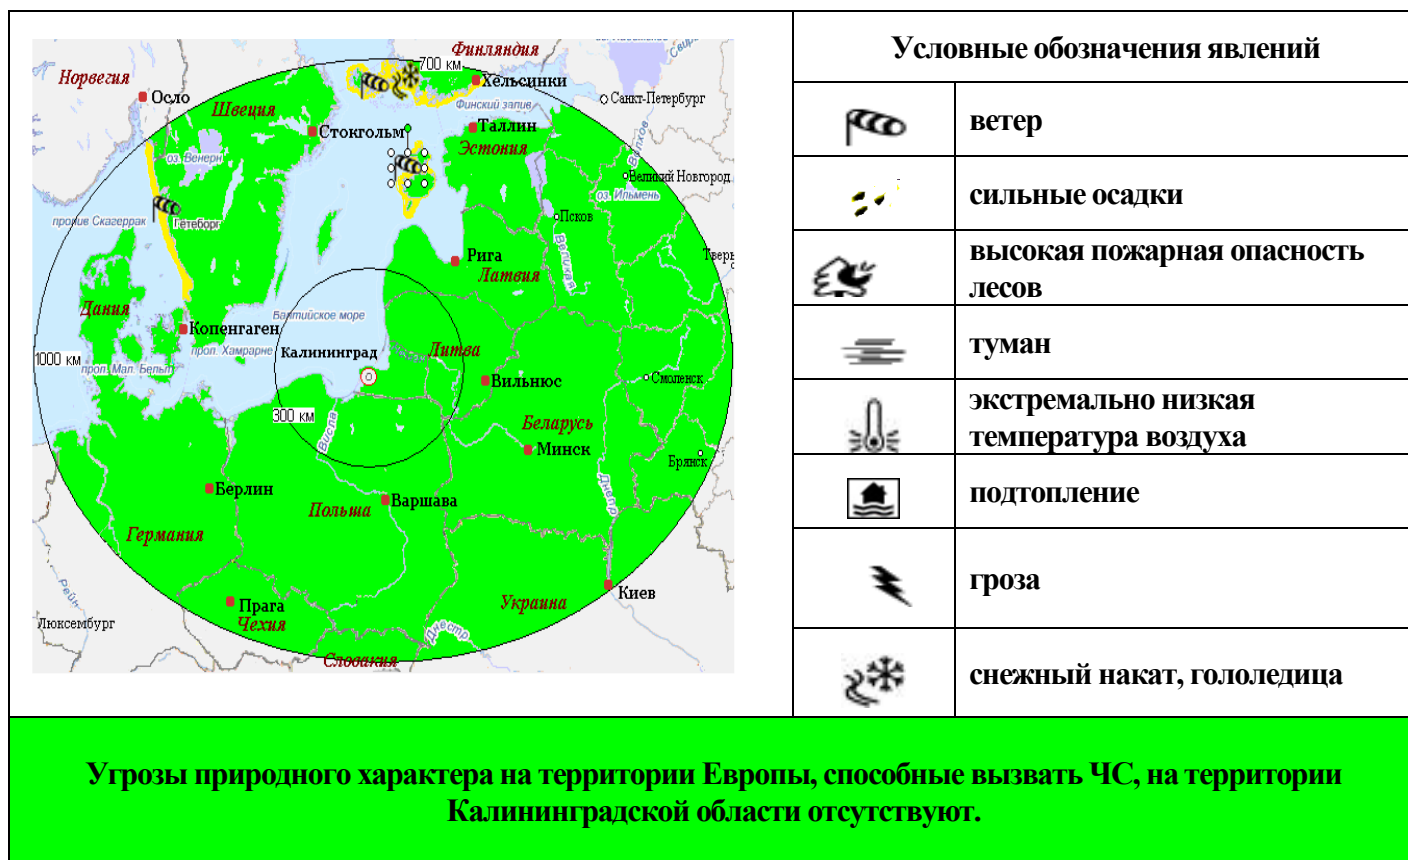 Финляндия
Норвегия
700 км
Хельсинки
Осло
Санкт-Петербург
Швеция
Финский залив
Стокгольм
Таллин
Эстония
Волхов
оз. Венерн
Великий Новгород
оз. Ильмень
пролив Скагеррак
Гетеборг
Псков
Великая
Рига
Тверь
Латвия
Дания
Балтийское море
Копенгаген
Калининград
Литва
1000 км
прол. Мал. Бельт
Вильнюс
Смоленск
300 км
Висла
Беларусь
Минск
Брянск
Днепр
Берлин
Варшава
Польша
Германия
Рейн
Киев
Украина
Прага
Чехия
Люксембург
Днестр
Словакия
Условные обозначения явлений
ветер
сильные осадки
высокая пожарная опасность
лесов
туман
экстремально низкая
температура воздуха
подтопление
гроза
снежный накат, гололедица
Угрозы природного характера на территории Европы, способные вызвать ЧС, на территории
Калининградской области отсутствуют.